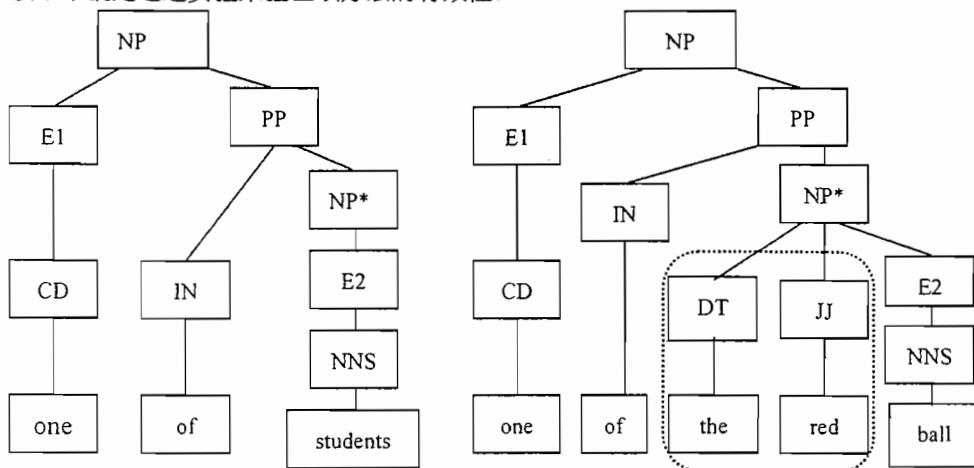 NP NP
E1 PP E1 PP
NP* IN NP*
CD IN E2 CD DT JJ E2
NNS NNS
one of students one of the red ball